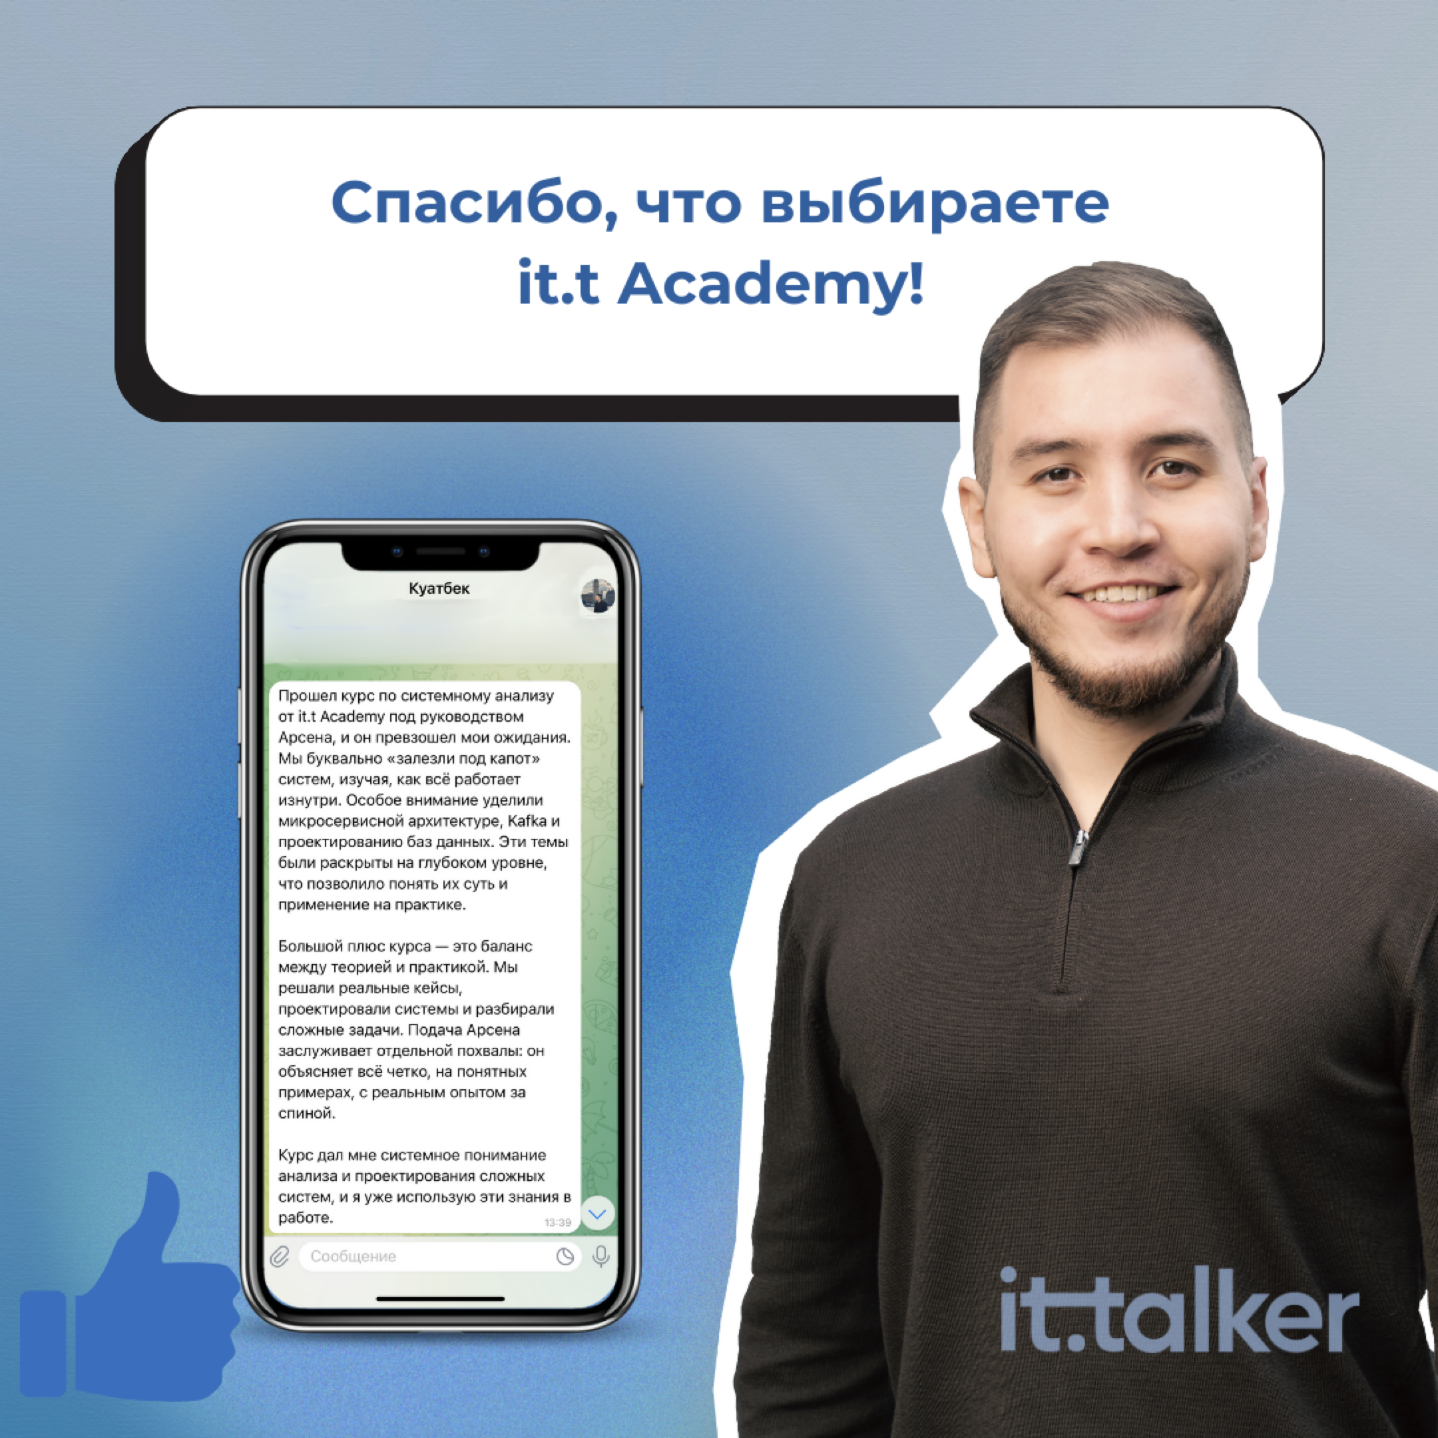 Спасибо, что выбираете
it.t Academy!
Куатбек
Прошел курс по системному анализу
от it.t Academy под руководством
Арсена, и он превзошел мои ожидания.
Мы буквально «залезли под капот»
систем, изучая, как всё работает
изнутри. Особое внимание уделили
микросервисной архитектуре, Kafka и
проектированию баз данных. Эти темы
были раскрыты на глубоком уровне,
что позволило понять их суть и
применение на практике.
Большой плюс курса — это баланс
между теорией и практикой. Мы
решали реальные кейсы,
проектировали системы и разбирали
сложные задачи. Подача Арсена
заслуживает отдельной похвалы: он
объясняет всё четко, на понятных
примерах, с реальным опытом за
спиной.
Курс дал мне системное понимание
анализа и проектирования сложных
систем, и я уже использую эти знания в
работе.
13:39
Сообщение
it.talker